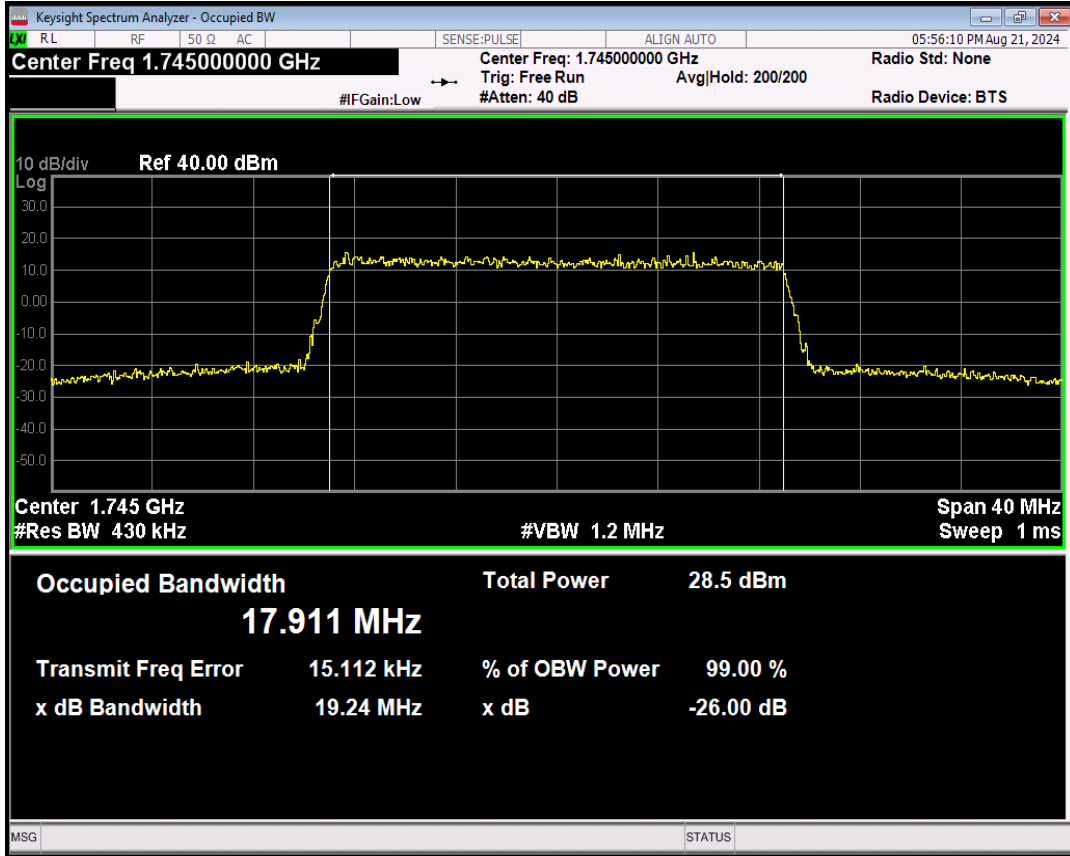 Keysight Spectrum Analyzer - Occupied BW
LXI RL RF 50 Ω AC SENSE:PULSE ALIGN AUTO 05:56:10 PM Aug 21, 2024
Center Freq 1.745000000 GHz Center Freq: 1.745000000 GHz Radio Std: None
Trig: Free Run Avg|Hold: 200/200
#IFGain:Low #Atten: 40 dB Radio Device: BTS
10 dB/div Ref 40.00 dBm
Log
30.0
20.0
10.0
0.00
-10.0
-20.0
-30.0
-40.0
-50.0
Center 1.745 GHz Span 40 MHz
#Res BW 430 kHz #VBW 1.2 MHz Sweep 1 ms
Occupied Bandwidth Total Power 28.5 dBm
17.911 MHz
Transmit Freq Error 15.112 kHz % of OBW Power 99.00 %
x dB Bandwidth 19.24 MHz x dB -26.00 dB
MSG STATUS